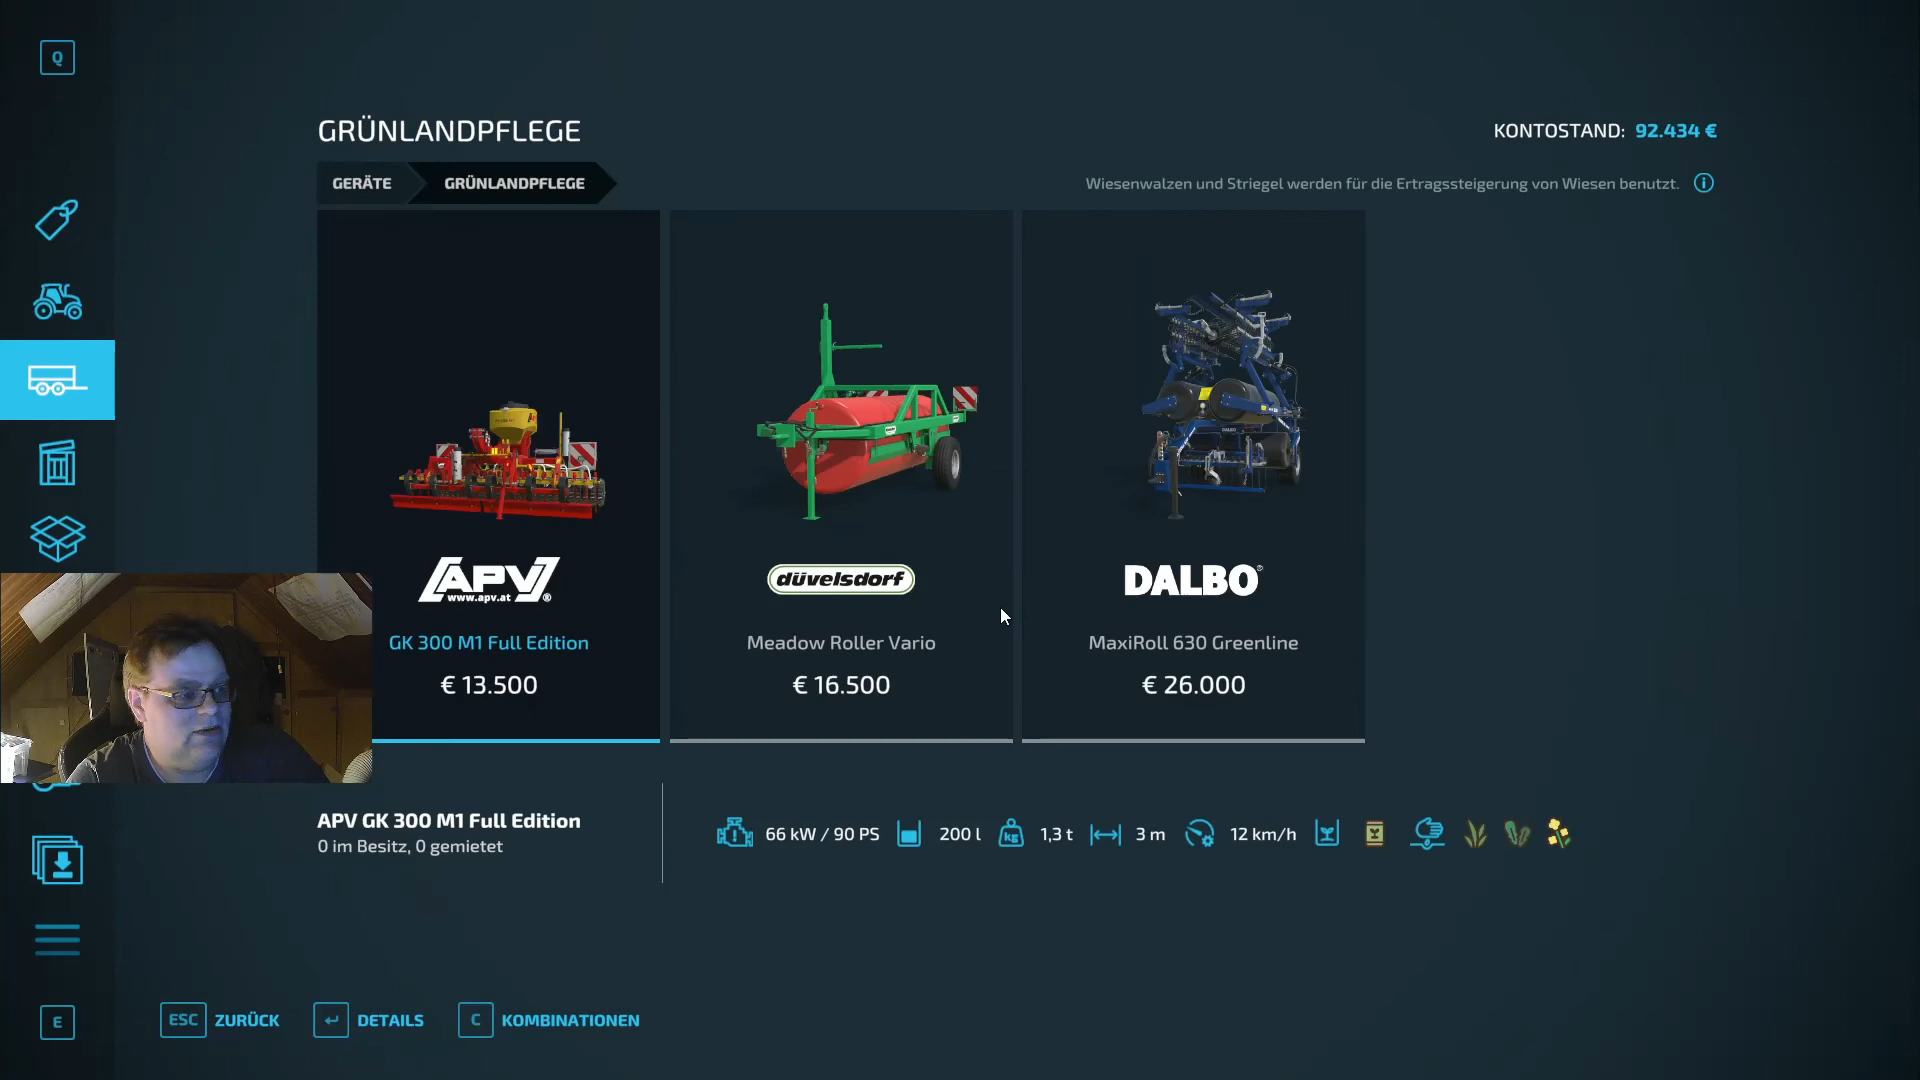 Q
GRÜNLANDPFLEGE
KONTOSTAND: 92.434 €
GERÄTE
GRÜNLANDPFLEGE
Wiesenwalzen und Striegel werden für die Ertragssteigerung von Wiesen benutzt.
APV
www.apv.at
®
düvelsdorf
DALBO®
GK 300 M1 Full Edition
Meadow Roller Vario
MaxiRoll 630 Greenline
€ 13.500
€ 16.500
€ 26.000
APV GK 300 M1 Full Edition
0 im Besitz, 0 gemietet
66 kW / 90 PS
200 l
kg
1,3 t
3 m
12 km/h
E
ESC ZURÜCK
DETAILS
C KOMBINATIONEN